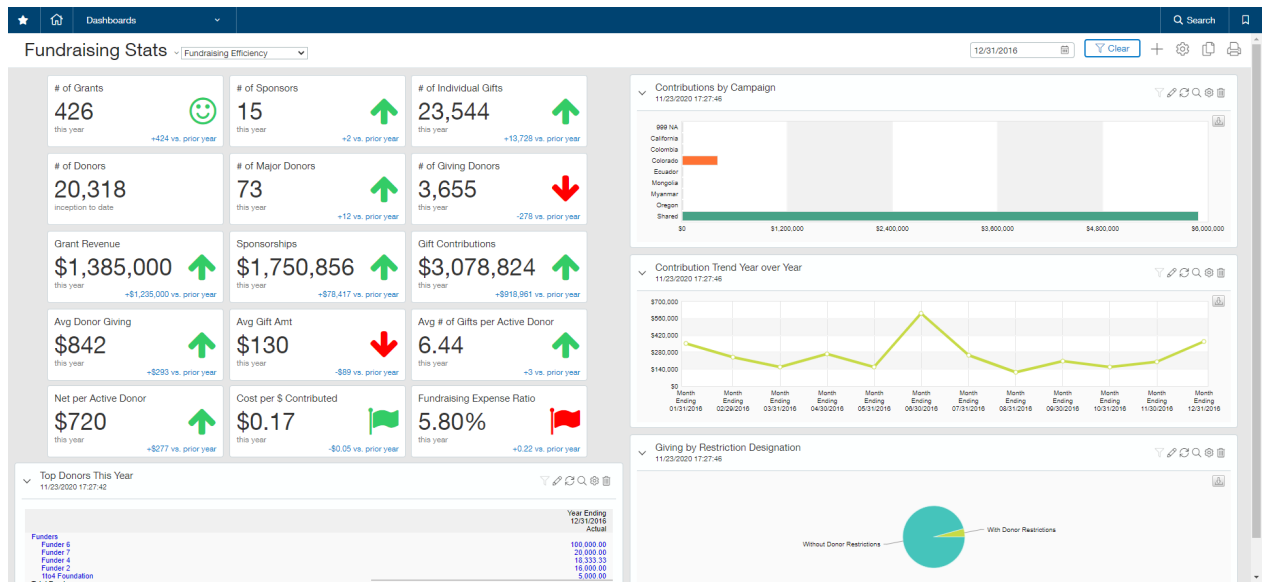 Dashboards
Search
Fundraising Stats
Fundraising Efficiency
12/31/2016
Clear
# of Grants
426
this year
+424 vs. prior year
# of Sponsors
15
this year
+2 vs. prior year
# of Individual Gifts
23,544
this year
+13,728 vs. prior year
# of Donors
20,318
inception to date
# of Major Donors
73
this year
+12 vs. prior year
# of Giving Donors
3,655
this year
-278 vs. prior year
Grant Revenue
$1,385,000
this year
+$1,235,000 vs. prior year
Sponsorships
$1,750,856
this year
+$78,417 vs. prior year
Gift Contributions
$3,078,824
this year
+$918,961 vs. prior year
Avg Donor Giving
$842
this year
+$293 vs. prior year
Avg Gift Amt
$130
this year
-$89 vs. prior year
Avg # of Gifts per Active Donor
6.44
this year
+3 vs. prior year
Net per Active Donor
$720
this year
+$277 vs. prior year
Cost per $ Contributed
$0.17
this year
-$0.05 vs. prior year
Fundraising Expense Ratio
5.80%
this year
+0.22 vs. prior year
Top Donors This Year
11/23/2020 17:27:42
Year Ending
12/31/2016
Actual
Funders
Funder 6 100,000.00
Funder 7 20,000.00
Funder 4 18,333.33
Funder 2 16,000.00
1to4 Foundation 5,000.00
Contributions by Campaign
11/23/2020 17:27:46
999 NA
California
Colombia
Colorado
Ecuador
Mongolia
Myanmar
Oregon
Shared
$0 $1,200,000 $2,400,000 $3,600,000 $4,800,000 $6,000,000
Contribution Trend Year over Year
11/23/2020 17:27:46
$700,000
$560,000
$420,000
$280,000
$140,000
$0
Month Month Month Month Month Month Month Month Month Month Month Month
Ending Ending Ending Ending Ending Ending Ending Ending Ending Ending Ending Ending
01/31/2016 02/29/2016 03/31/2016 04/30/2016 05/31/2016 06/30/2016 07/31/2016 08/31/2016 09/30/2016 10/31/2016 11/30/2016 12/31/2016
Giving by Restriction Designation
11/23/2020 17:27:46
With Donor Restrictions
Without Donor Restrictions